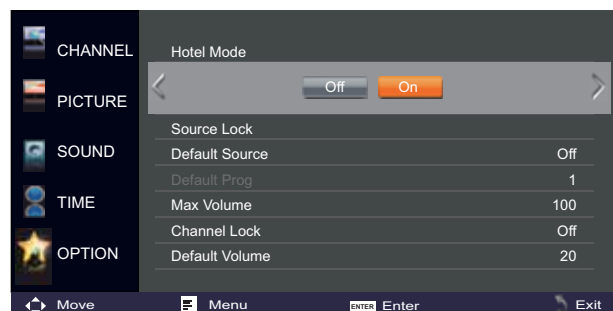 CHANNEL
PICTURE
SOUND
TIME
OPTION
Hotel Mode
Off On
Source Lock
Default Source Off
Default Prog 1
Max Volume 100
Channel Lock Off
Default Volume 20
Move Menu ENTER Enter Exit